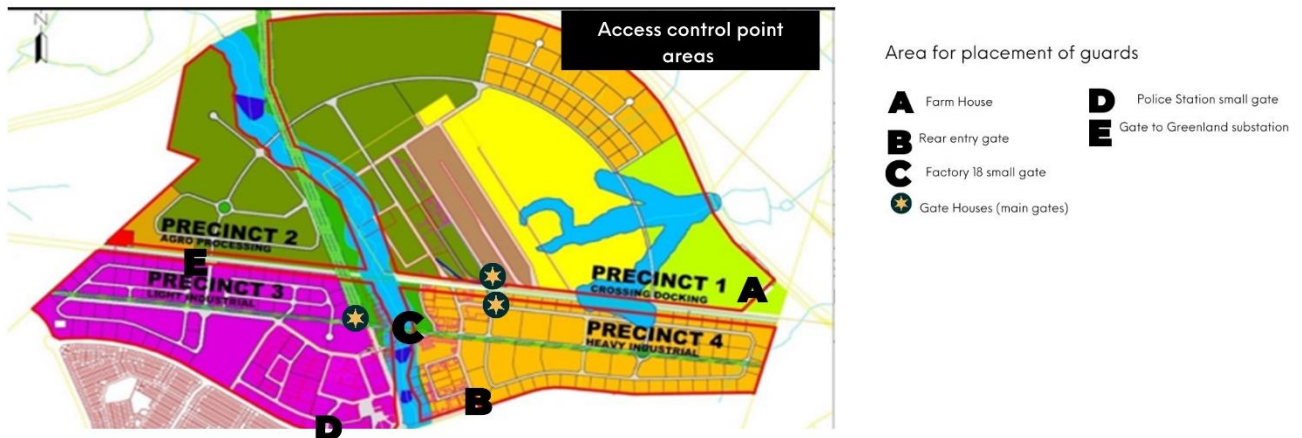 N
Access control point
areas
PRECINCT 2
AGRO PROCESSING
E
PRECINCT 3
LIGHT INDUSTRIAL
PRECINCT 1
CROSSING DOCKING
A
C
PRECINCT 4
HEAVY INDUSTRIAL
B
D
Area for placement of guards
A Farm House
B Rear entry gate
C Factory 18 small gate
Gate Houses (main gates)
D Police Station small gate
E Gate to Greenland substation